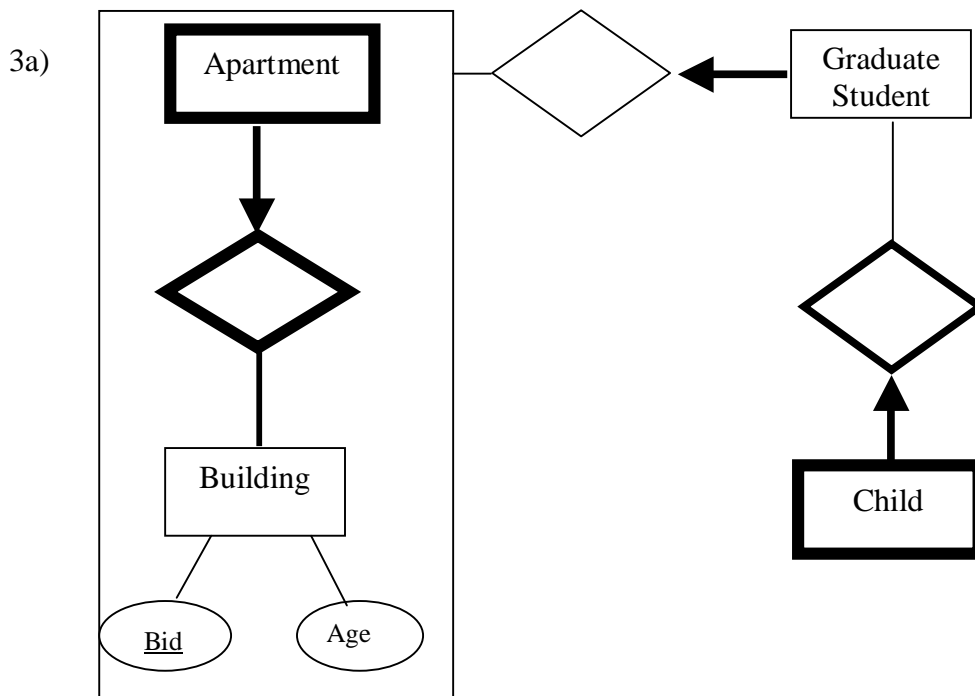 3a)
Apartment
Graduate
Student
Building
Child
Bid
Age